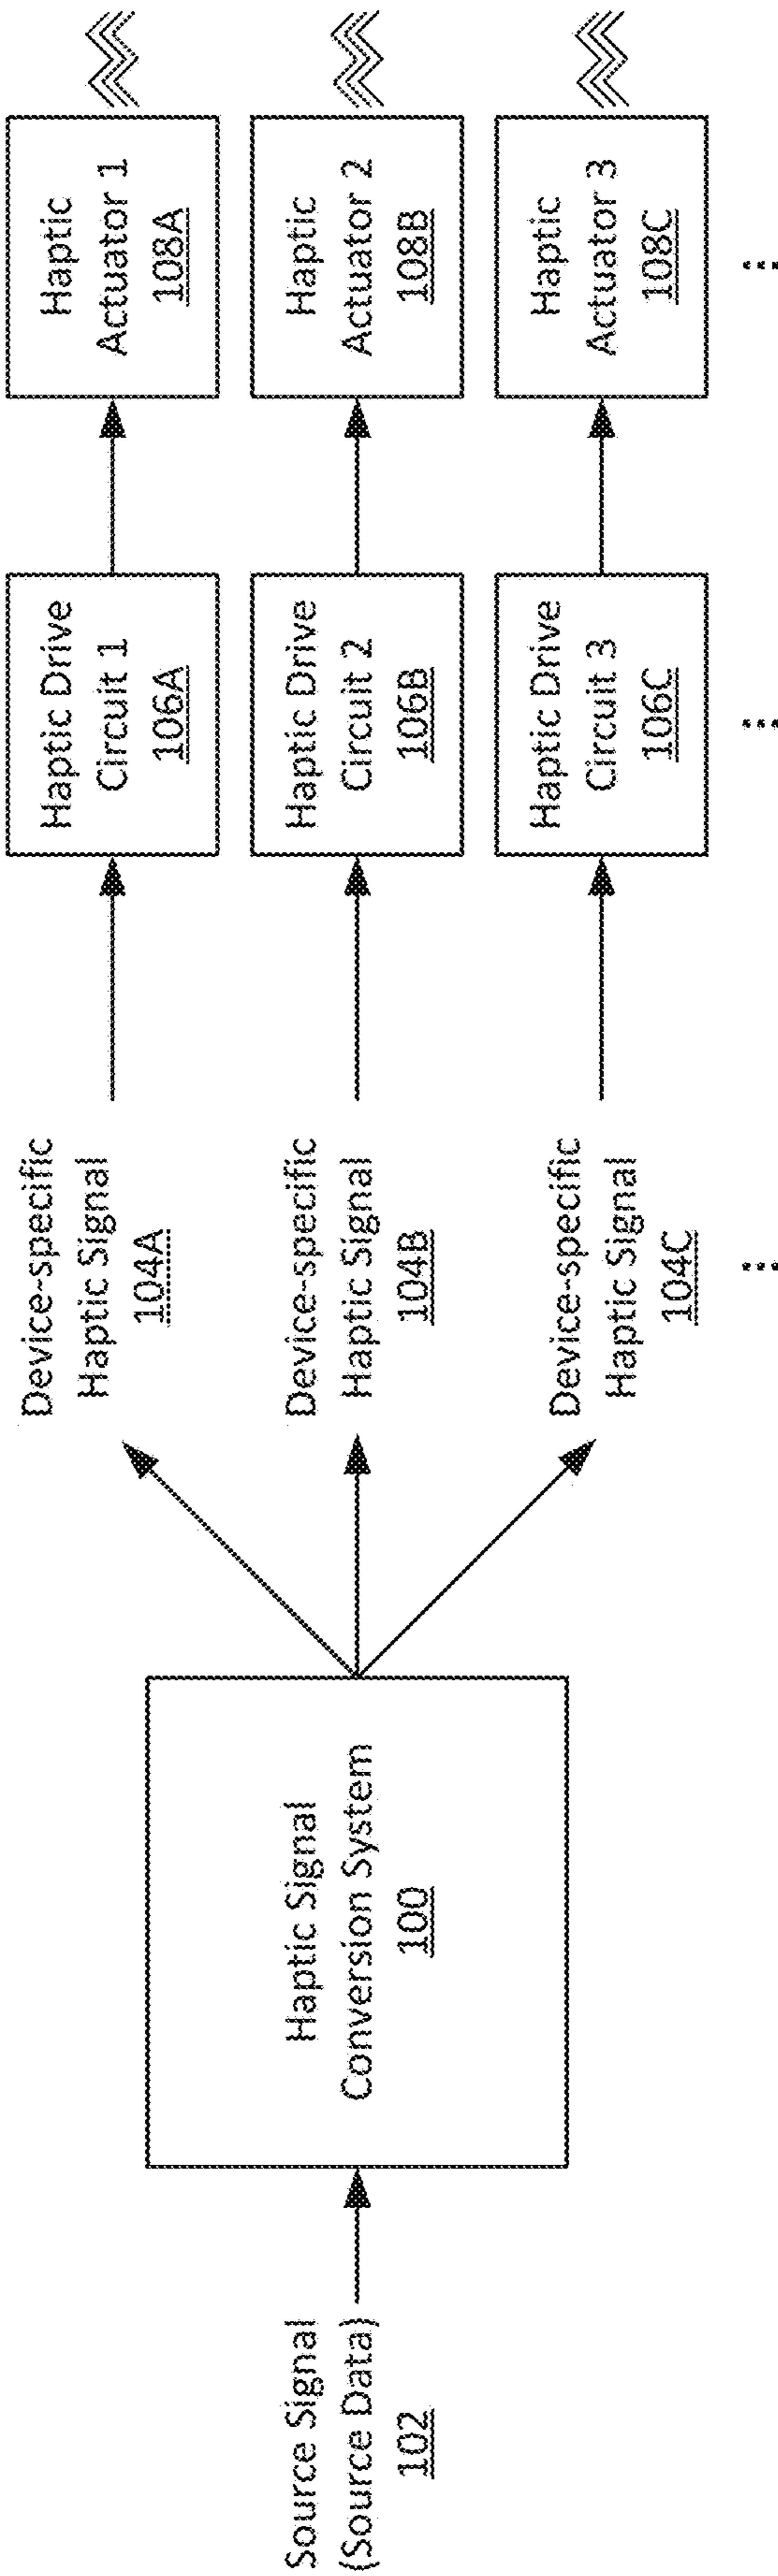 Source Signal
(Source Data)
102
Haptic Signal
Conversion System
100
Device-specific
Haptic Signal
104A
Haptic Drive
Circuit 1
106A
Haptic
Actuator 1
108A
Device-specific
Haptic Signal
104B
Haptic Drive
Circuit 2
106B
Haptic
Actuator 2
108B
Device-specific
Haptic Signal
104C
Haptic Drive
Circuit 3
106C
Haptic
Actuator 3
108C
...
...
...